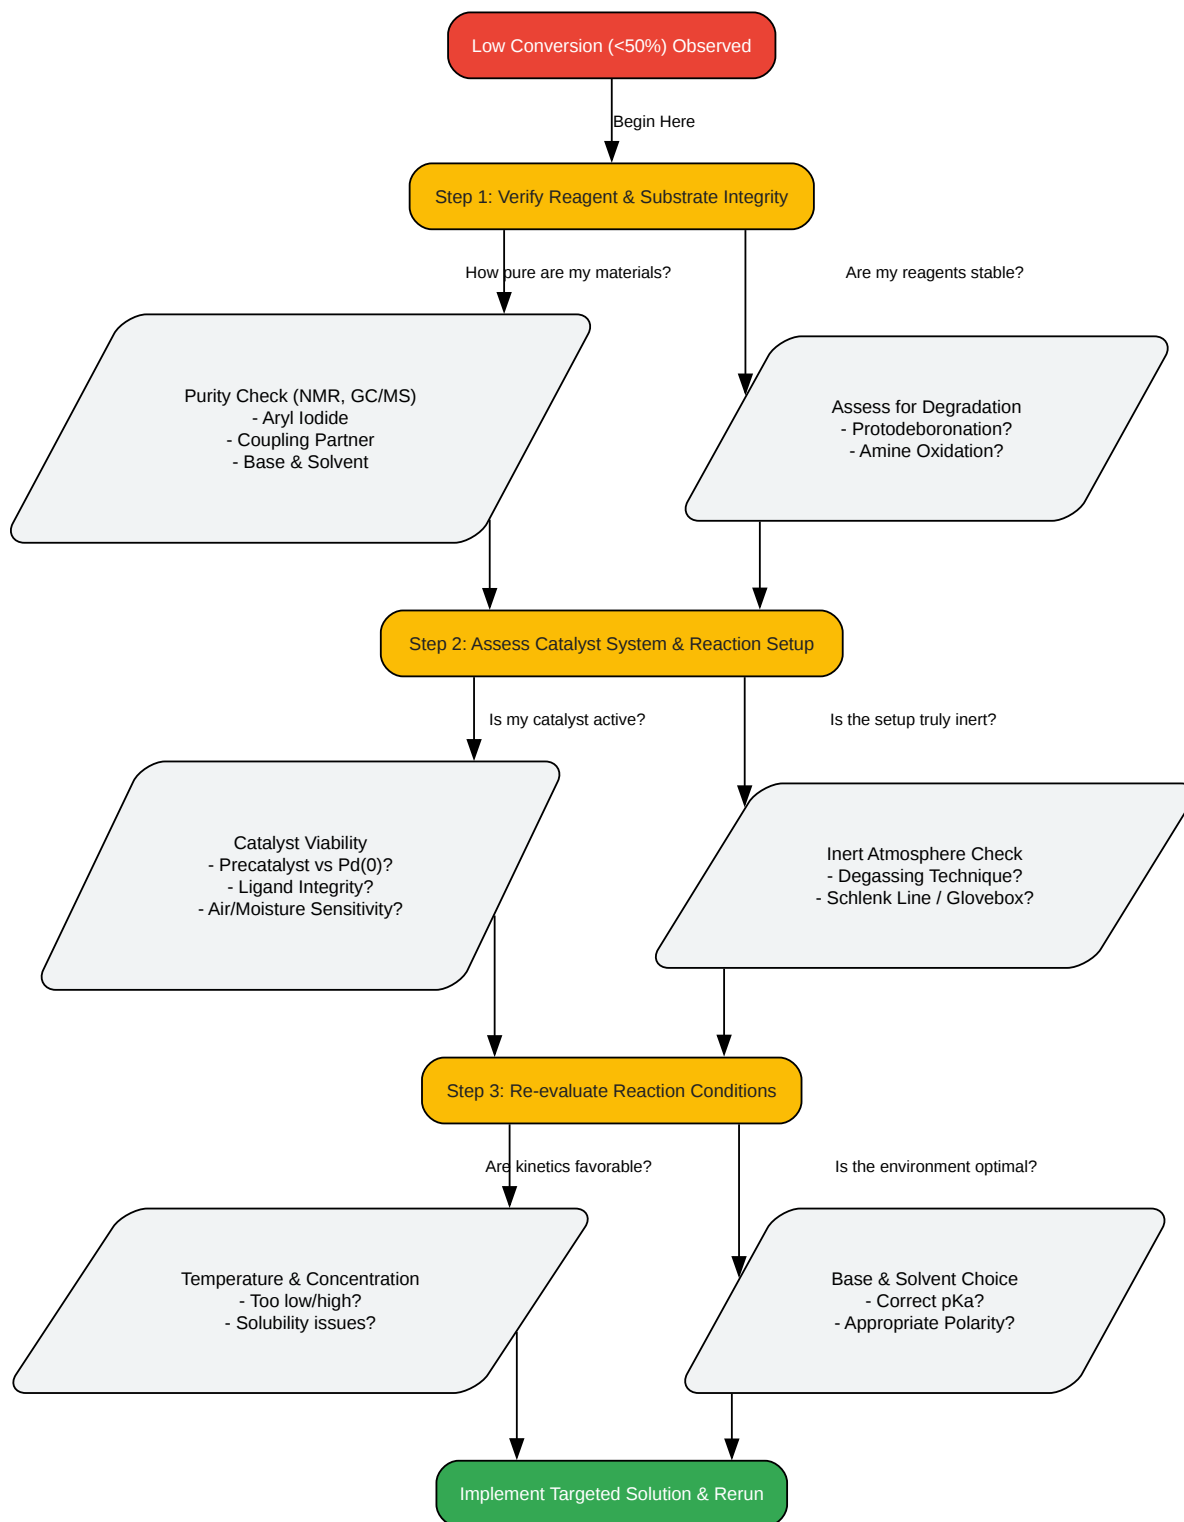 Low Conversion (<50%) Observed
Begin Here
Step 1: Verify Reagent & Substrate Integrity
How pure are my materials?
Are my reagents stable?
Purity Check (NMR, GC/MS)
- Aryl Iodide
- Coupling Partner
- Base & Solvent
Assess for Degradation
- Protodeboronation?
- Amine Oxidation?
Step 2: Assess Catalyst System & Reaction Setup
Is my catalyst active?
Is the setup truly inert?
Catalyst Viability
- Precatalyst vs Pd(0)?
- Ligand Integrity?
- Air/Moisture Sensitivity?
Inert Atmosphere Check
- Degassing Technique?
- Schlenk Line / Glovebox?
Step 3: Re-evaluate Reaction Conditions
Are kinetics favorable?
Is the environment optimal?
Temperature & Concentration
- Too low/high?
- Solubility issues?
Base & Solvent Choice
- Correct pKa?
- Appropriate Polarity?
Implement Targeted Solution & Rerun